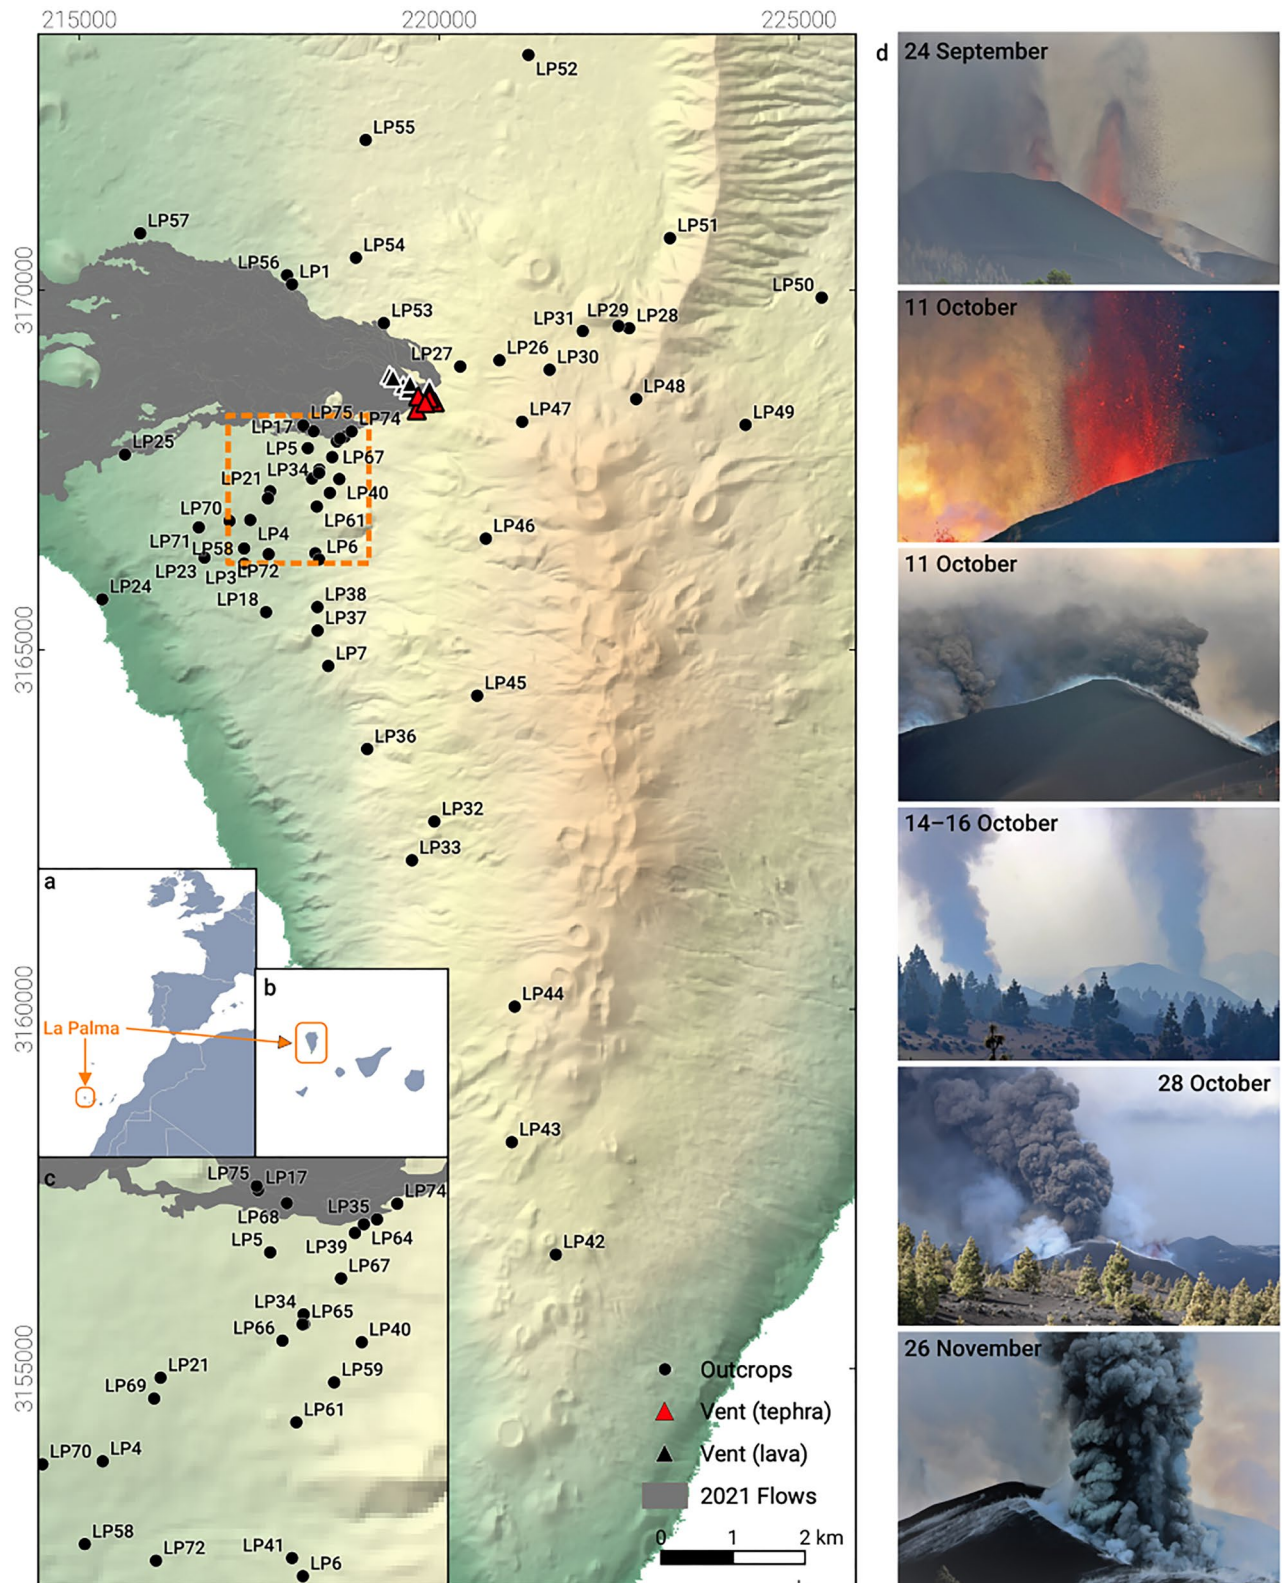 215000
220000
225000
3170000
3165000
3160000
3155000
LP52
LP55
LP57
LP51
LP54
LP56
LP1
LP50
LP53
LP29
LP28
LP31
LP26
LP27
LP30
LP48
LP75
LP74
LP17
LP47
LP49
LP25
LP5
LP67
LP34
LP21
LP40
LP70
LP61
LP4
LP46
LP71
LP58
LP6
LP23
LP3
LP72
LP24
LP18
LP38
LP37
LP7
LP45
LP36
LP32
LP33
LP44
LP43
LP42
a
La Palma
b
c
LP75
LP17
LP74
LP68
LP35
LP5
LP39
LP64
LP67
LP34
LP65
LP66
LP40
LP21
LP69
LP59
LP61
LP70
LP4
LP58
LP72
LP41
LP6
Outcrops
Vent (tephra)
Vent (lava)
2021 Flows
0 1 2 km
d
24 September
11 October
11 October
14–16 October
28 October
26 November